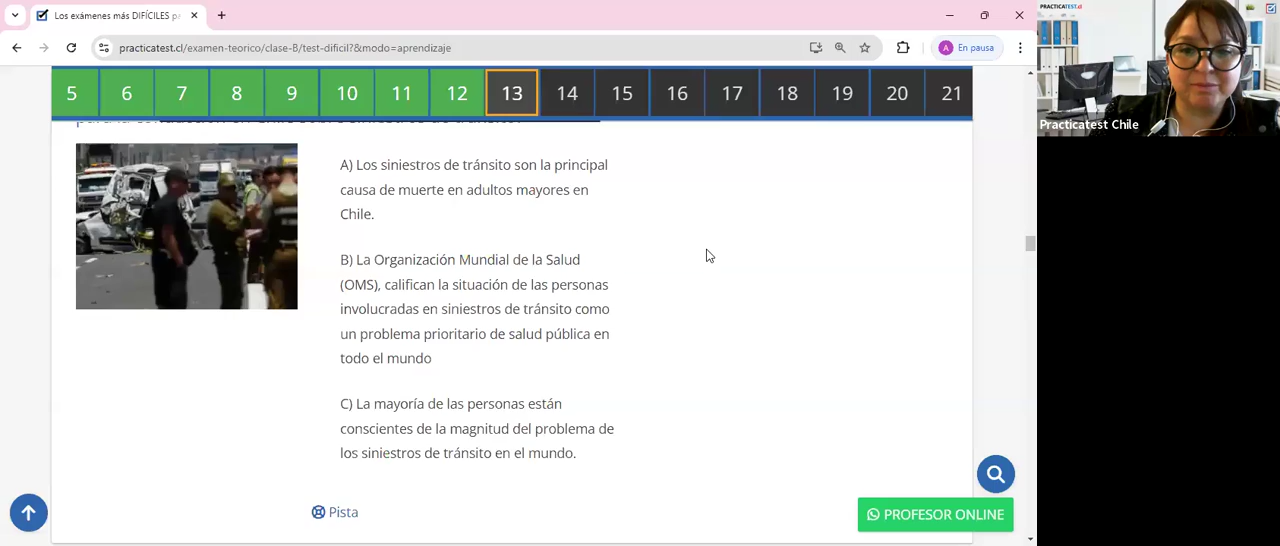 Los exámenes más DIFÍCILES pa
practicatest.cl/examen-teorico/clase-B/test-dificil?&modo=aprendizaje
A
En pausa
5 6 7 8 9 10 11 12 13 14 15 16 17 18 19 20 21
A) Los siniestros de tránsito son la principal
causa de muerte en adultos mayores en
Chile.
B) La Organización Mundial de la Salud
(OMS), califican la situación de las personas
involucradas en siniestros de tránsito como
un problema prioritario de salud pública en
todo el mundo
C) La mayoría de las personas están
conscientes de la magnitud del problema de
los siniestros de tránsito en el mundo.
Pista
PROFESOR ONLINE
PRACTICATEST.cl
Practicatest Chile